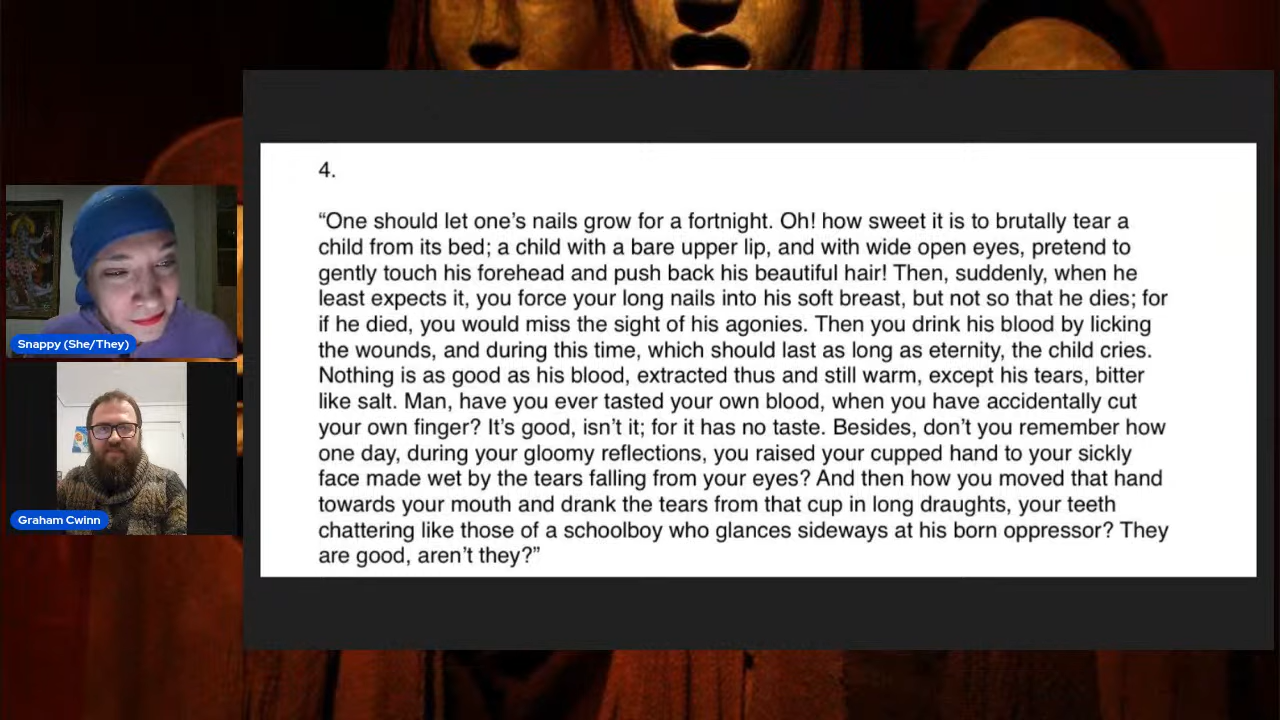 4.
“One should let one’s nails grow for a fortnight. Oh! how sweet it is to brutally tear a
child from its bed; a child with a bare upper lip, and with wide open eyes, pretend to
gently touch his forehead and push back his beautiful hair! Then, suddenly, when he
least expects it, you force your long nails into his soft breast, but not so that he dies; for
if he died, you would miss the sight of his agonies. Then you drink his blood by licking
the wounds, and during this time, which should last as long as eternity, the child cries.
Nothing is as good as his blood, extracted thus and still warm, except his tears, bitter
like salt. Man, have you ever tasted your own blood, when you have accidentally cut
your own finger? It’s good, isn’t it; for it has no taste. Besides, don’t you remember how
one day, during your gloomy reflections, you raised your cupped hand to your sickly
face made wet by the tears falling from your eyes? And then how you moved that hand
towards your mouth and drank the tears from that cup in long draughts, your teeth
chattering like those of a schoolboy who glances sideways at his born oppressor? They
are good, aren’t they?”
Snappy (She/They)
Graham Cwinn